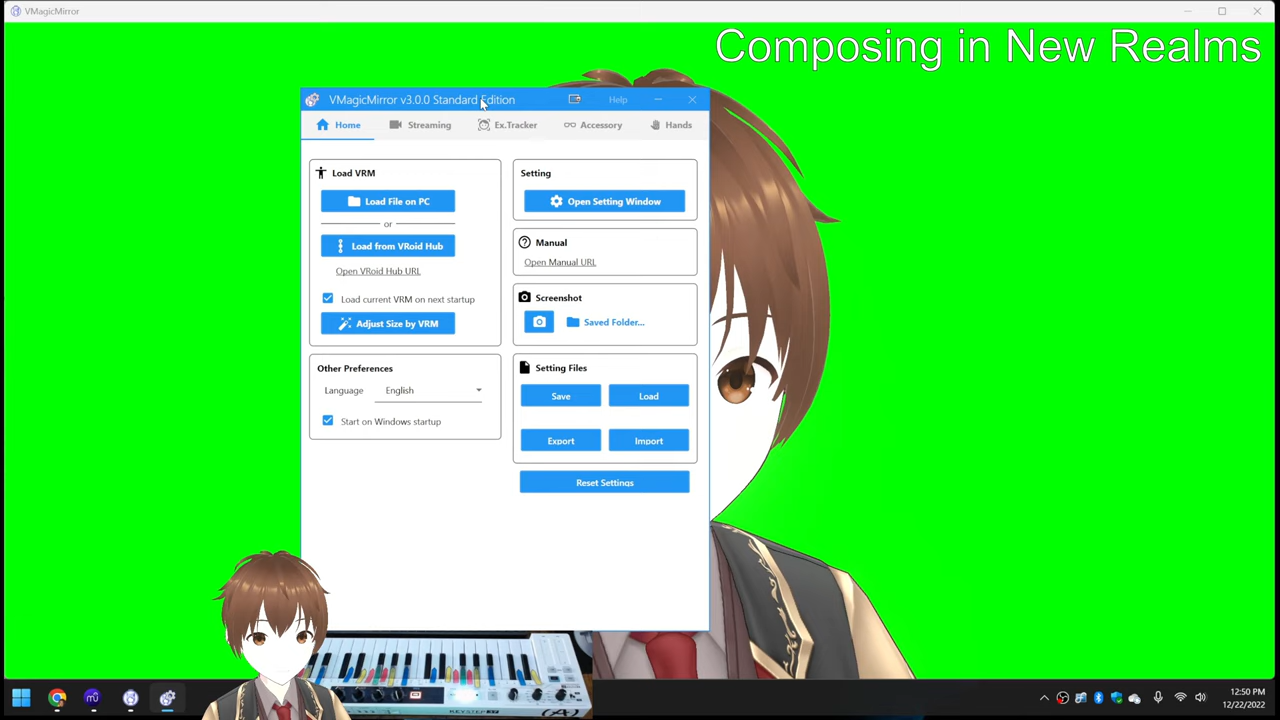 VMagicMirror
Composing in New Realms
VMagicMirror v3.0.0 Standard Edition
Help
Home
Streaming
Ex.Tracker
Accessory
Hands
Load VRM
Load File on PC
or
Load from VRoid Hub
Open VRoid Hub URL
Load current VRM on next startup
Adjust Size by VRM
Other Preferences
Language
English
Start on Windows startup
Setting
Open Setting Window
Manual
Open Manual URL
Screenshot
Saved Folder...
Setting Files
Save
Load
Export
Import
Reset Settings
KEYSTEP
12:50 PM
12/22/2022